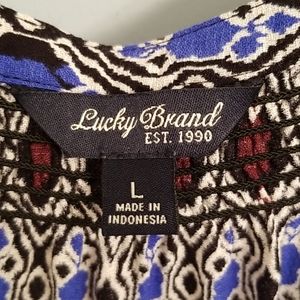 Lucky Brand
EST. 1990
L
MADE IN
INDONESIA